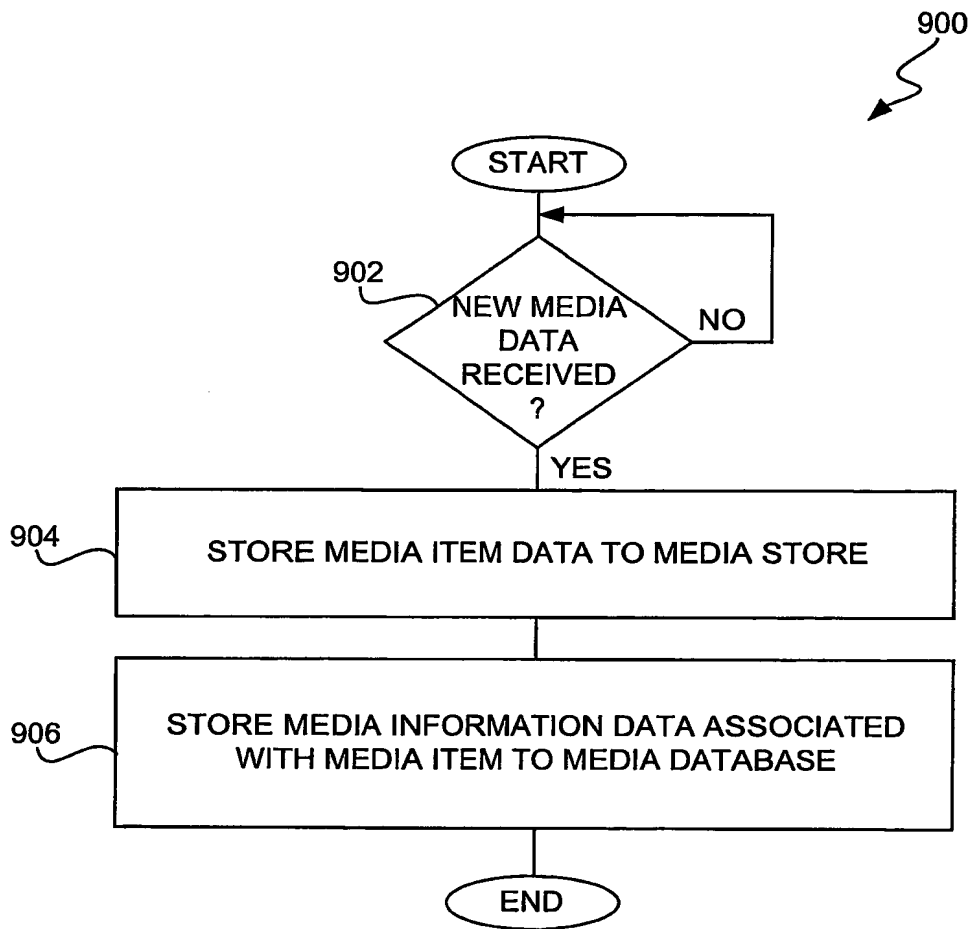 900
START
902
NEW MEDIA
DATA
RECEIVED
?
NO
YES
904
STORE MEDIA ITEM DATA TO MEDIA STORE
906
STORE MEDIA INFORMATION DATA ASSOCIATED
WITH MEDIA ITEM TO MEDIA DATABASE
END